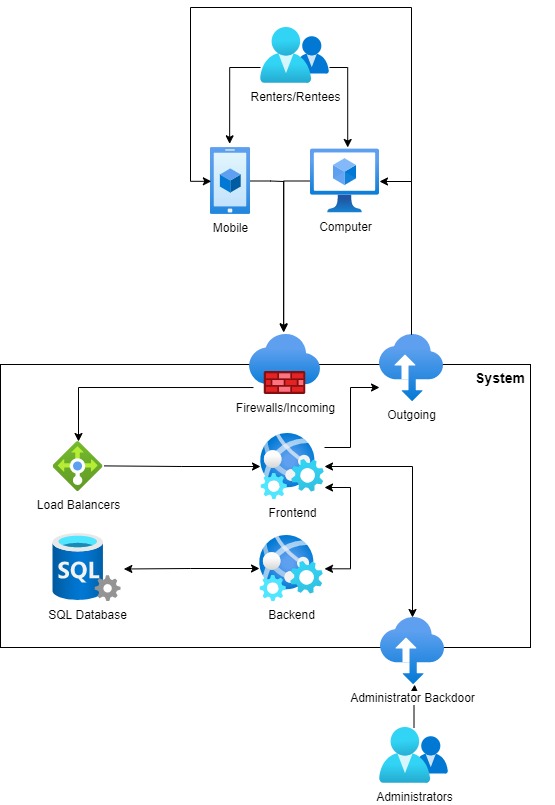 Renters/Rentees
Mobile
Computer
System
Firewalls/Incoming
Outgoing
Load Balancers
Frontend
SQL
SQL Database
Backend
Administrator Backdoor
Administrators